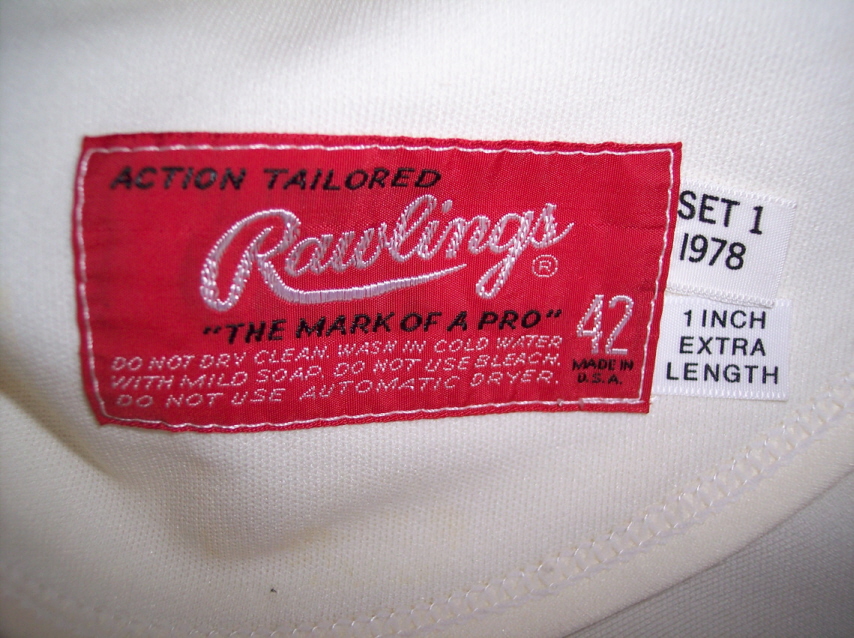 ACTION TAILORED
Rawlings ®
"THE MARK OF A PRO"
DO NOT DRY CLEAN. WASH IN COLD WATER
WITH MILD SOAP. DO NOT USE BLEACH.
DO NOT USE AUTOMATIC DRYER.
42
MADE IN
U.S.A.
SET 1
1978
1 INCH
EXTRA
LENGTH